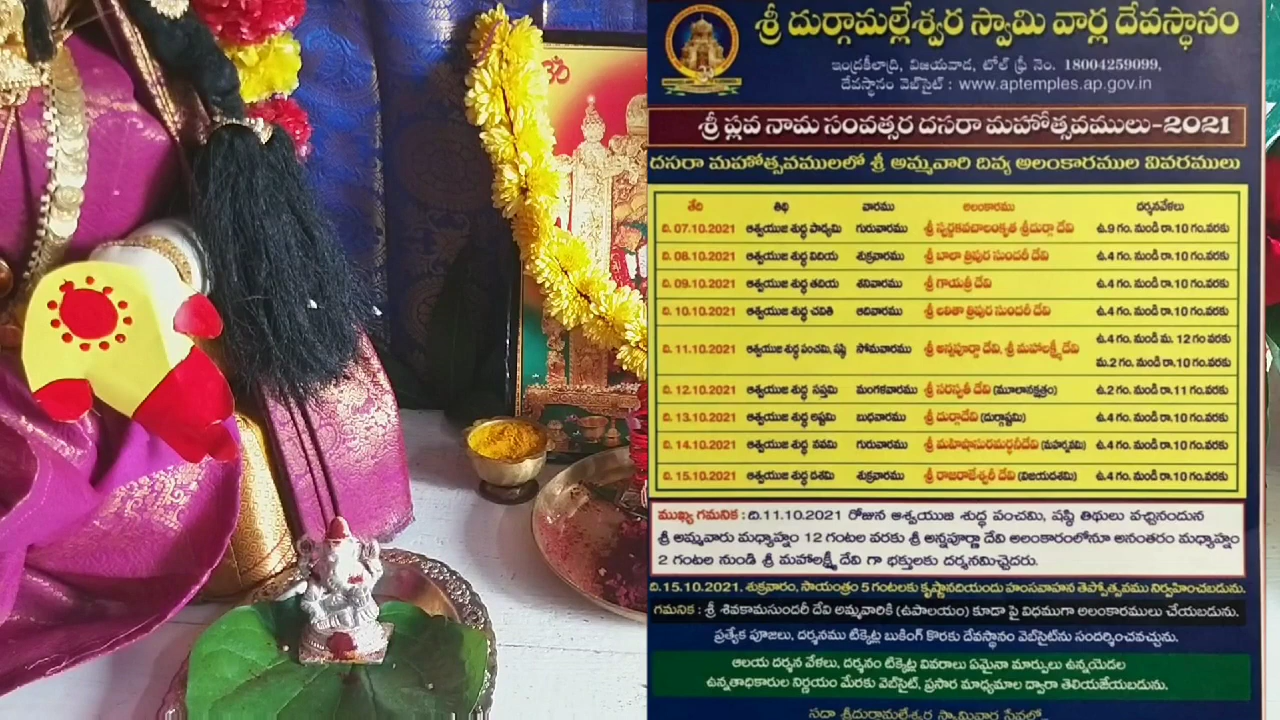 శ్రీ దుర్గామల్లేశ్వర స్వామి వార్ల దేవస్థానం
ఇంద్రకీలాద్రి, విజయవాడ, టోల్ ఫ్రీ నెం. 18004259099,
దేవస్థానం వెబ్‌సైట్ : www.aptemples.ap.gov.in
శ్రీ ప్లవ నామ సంవత్సర దసరా మహోత్సవములు-2021
దసరా మహోత్సవములలో శ్రీ అమ్మవారి దివ్య అలంకారముల వివరములు
తేది తిథి వారము అలంకారము దర్శనవేళలు
ది. 07.10.2021 ఆశ్వయుజ శుద్ధ పాడ్యమి గురువారము శ్రీ స్వర్ణకవచాలంకృత శ్రీదుర్గా దేవి ఉ.9 గం. నుండి రా.10 గం.వరకు
ది. 08.10.2021 ఆశ్వయుజ శుద్ధ విదియ శుక్రవారము శ్రీ బాలా త్రిపుర సుందరీ దేవి ఉ.4 గం. నుండి రా.10 గం.వరకు
ది. 09.10.2021 ఆశ్వయుజ శుద్ధ తదియ శనివారము శ్రీ గాయత్రీ దేవి ఉ.4 గం. నుండి రా.10 గం.వరకు
ది. 10.10.2021 ఆశ్వయుజ శుద్ధ చవితి ఆదివారము శ్రీ లలితా త్రిపుర సుందరీ దేవి ఉ.4 గం. నుండి రా.10 గం.వరకు
ది. 11.10.2021 ఆశ్వయుజ శుద్ధ పంచమి, షష్ఠి సోమవారము శ్రీ అన్నపూర్ణా దేవి, శ్రీ మహాలక్ష్మీ దేవి ఉ.4 గం. నుండి మ. 12 గం.వరకు
మ.2 గం. నుండి రా.10 గం.వరకు
ది. 12.10.2021 ఆశ్వయుజ శుద్ధ సప్తమి మంగళవారము శ్రీ సరస్వతీ దేవి (మూలానక్షత్రం) ఉ.2 గం. నుండి రా.11 గం.వరకు
ది. 13.10.2021 ఆశ్వయుజ శుద్ధ అష్టమి బుధవారము శ్రీ దుర్గాదేవి (దుర్గాష్టమి) ఉ.4 గం. నుండి రా.10 గం.వరకు
ది. 14.10.2021 ఆశ్వయుజ శుద్ధ నవమి గురువారము శ్రీ మహిషాసురమర్ధనీదేవి (మహర్నవమి) ఉ.4 గం. నుండి రా.10 గం.వరకు
ది. 15.10.2021 ఆశ్వయుజ శుద్ధ దశమి శుక్రవారము శ్రీ రాజరాజేశ్వరీ దేవి (విజయదశమి) ఉ.4 గం. నుండి రా.10 గం.వరకు
ముఖ్య గమనిక : ది.11.10.2021 రోజున ఆశ్వయుజ శుద్ధ పంచమి, షష్ఠి తిథులు వచ్చినందున
శ్రీ అమ్మవారు మధ్యాహ్నం 12 గంటల వరకు శ్రీ అన్నపూర్ణా దేవి అలంకారంలోనూ అనంతరం మధ్యాహ్నం
2 గంటల నుండి శ్రీ మహాలక్ష్మీ దేవి గా భక్తులకు దర్శనమిచ్చెదరు.
ది.15.10.2021, శుక్రవారం, సాయంత్రం 5 గంటలకు కృష్ణానదియందు హంసవాహన తెప్పోత్సవము నిర్వహించబడును.
గమనిక : శ్రీ శివకామసుందరీ దేవి అమ్మవారికి (ఉపాలయం) కూడా పై విధముగా అలంకారములు చేయబడును.
ప్రత్యేక పూజలు, దర్శనము టిక్కెట్ల బుకింగ్ కొరకు దేవస్థానం వెబ్‌సైట్‌ను సందర్శించవచ్చును.
ఆలయ దర్శన వేళలు, దర్శనం టిక్కెట్ల వివరాలు ఏమైనా మార్పులు ఉన్నయెడల
ఉన్నతాధికారుల నిర్ణయం మేరకు వెబ్‌సైట్, ప్రసార మాధ్యమాల ద్వారా తెలియజేయబడును.
సదా శ్రీదుర్గామల్లేశ్వర స్వామివార్ల సేవలో...